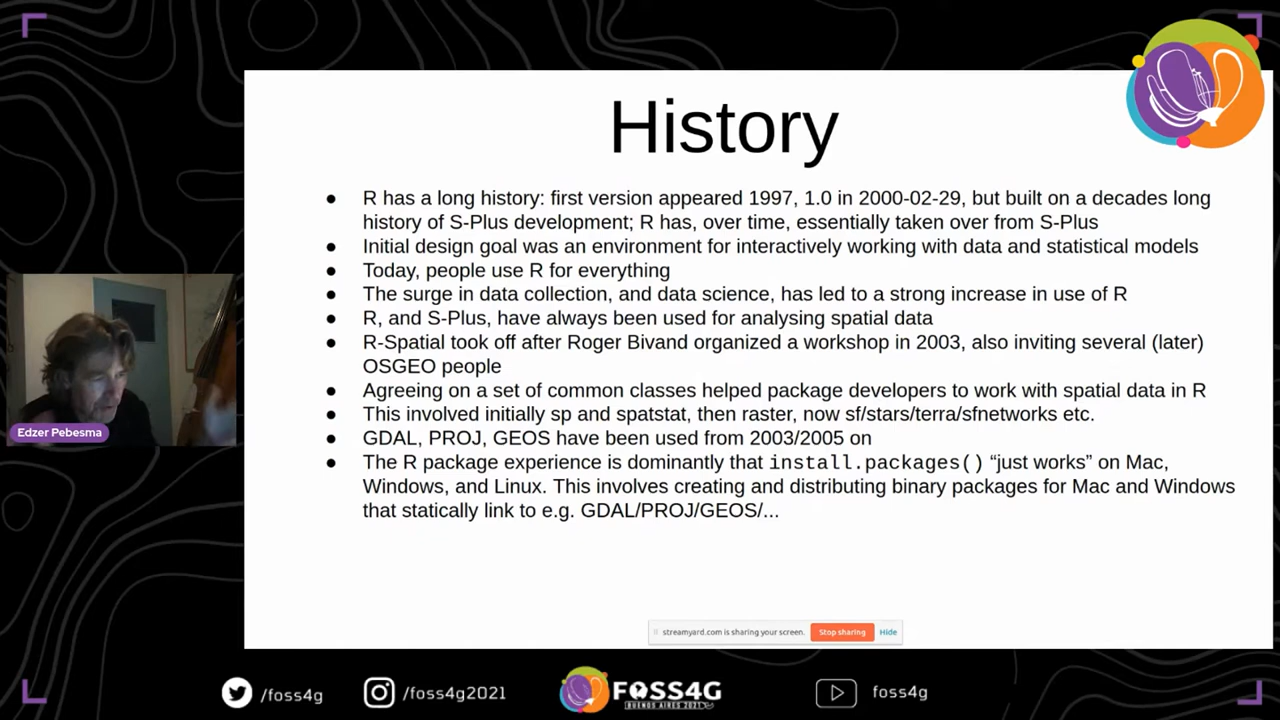 History
● R has a long history: first version appeared 1997, 1.0 in 2000-02-29, but built on a decades long
history of S-Plus development; R has, over time, essentially taken over from S-Plus
● Initial design goal was an environment for interactively working with data and statistical models
● Today, people use R for everything
● The surge in data collection, and data science, has led to a strong increase in use of R
● R, and S-Plus, have always been used for analysing spatial data
● R-Spatial took off after Roger Bivand organized a workshop in 2003, also inviting several (later)
OSGEO people
● Agreeing on a set of common classes helped package developers to work with spatial data in R
● This involved initially sp and spatstat, then raster, now sf/stars/terra/sfnetworks etc.
● GDAL, PROJ, GEOS have been used from 2003/2005 on
● The R package experience is dominantly that install.packages() “just works” on Mac,
Windows, and Linux. This involves creating and distributing binary packages for Mac and Windows
that statically link to e.g. GDAL/PROJ/GEOS/...
Edzer Pebesma
streamyard.com is sharing your screen. Stop sharing Hide
/foss4g /foss4g2021 FOSS4G foss4g
BUENOS AIRES 2021